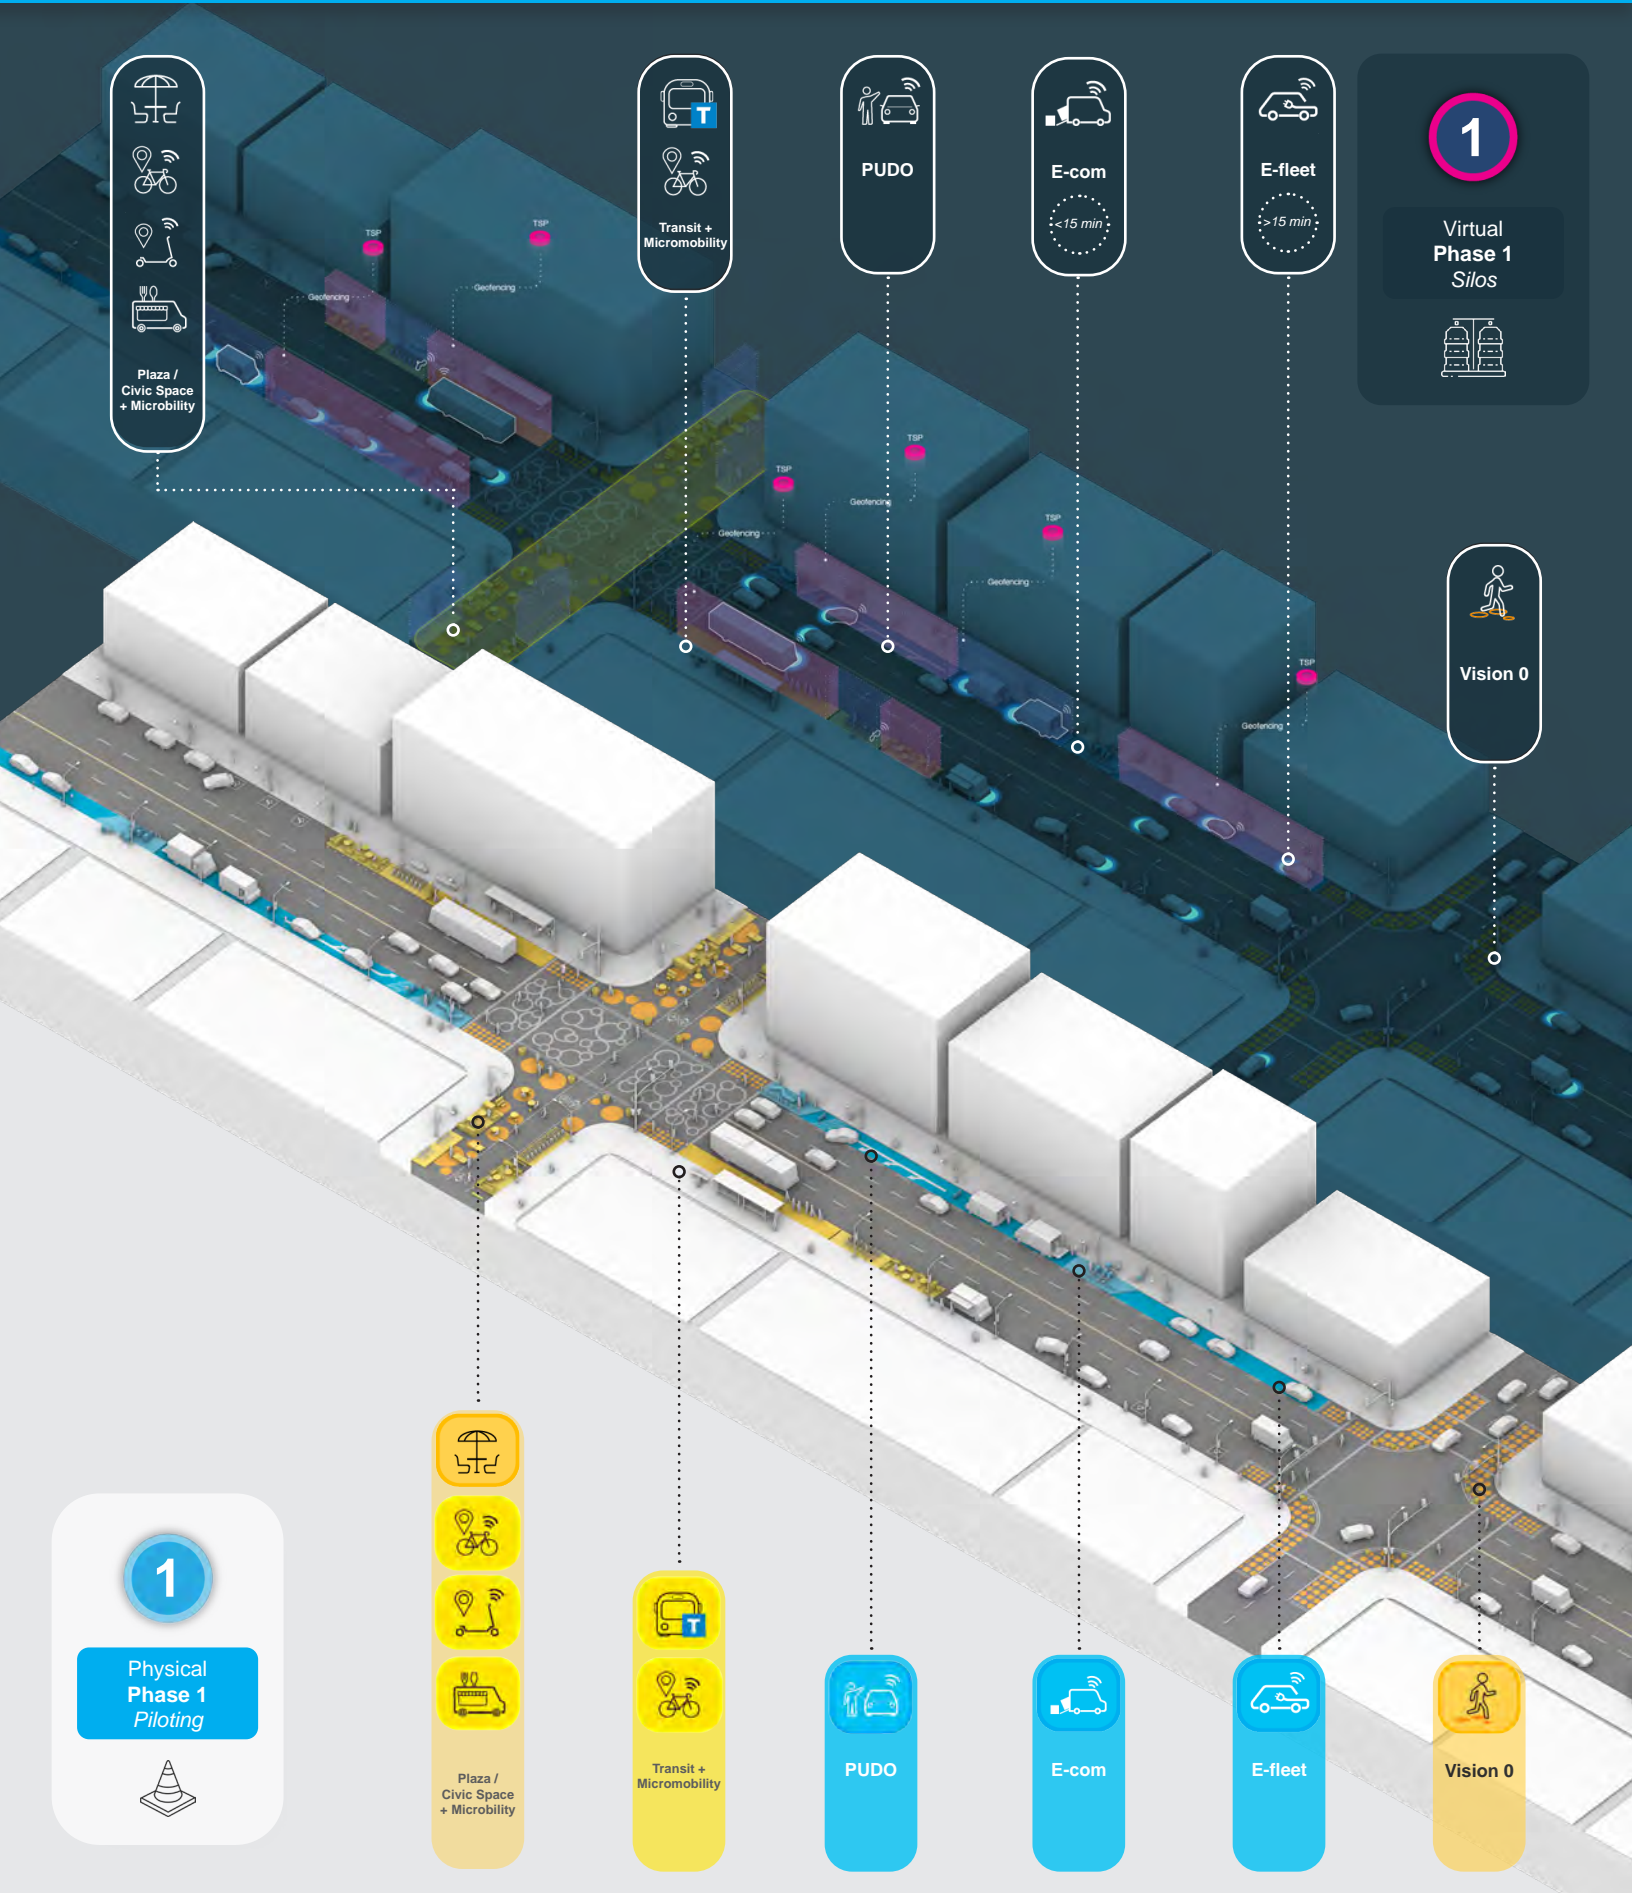 T
Transit +
Micromobility
PUDO
E-com
<15 min
E-fleet
>15 min
1
Virtual
Phase 1
Silos
Plaza /
Civic Space
+ Microbility
TSP
TSP
Geofencing
Geofencing
TSP
TSP
Geofencing
Geofencing
TSP
Geofencing
TSP
Geofencing
Vision 0
1
Physical
Phase 1
Piloting
Plaza /
Civic Space
+ Microbility
T
Transit +
Micromobility
PUDO
E-com
E-fleet
Vision 0